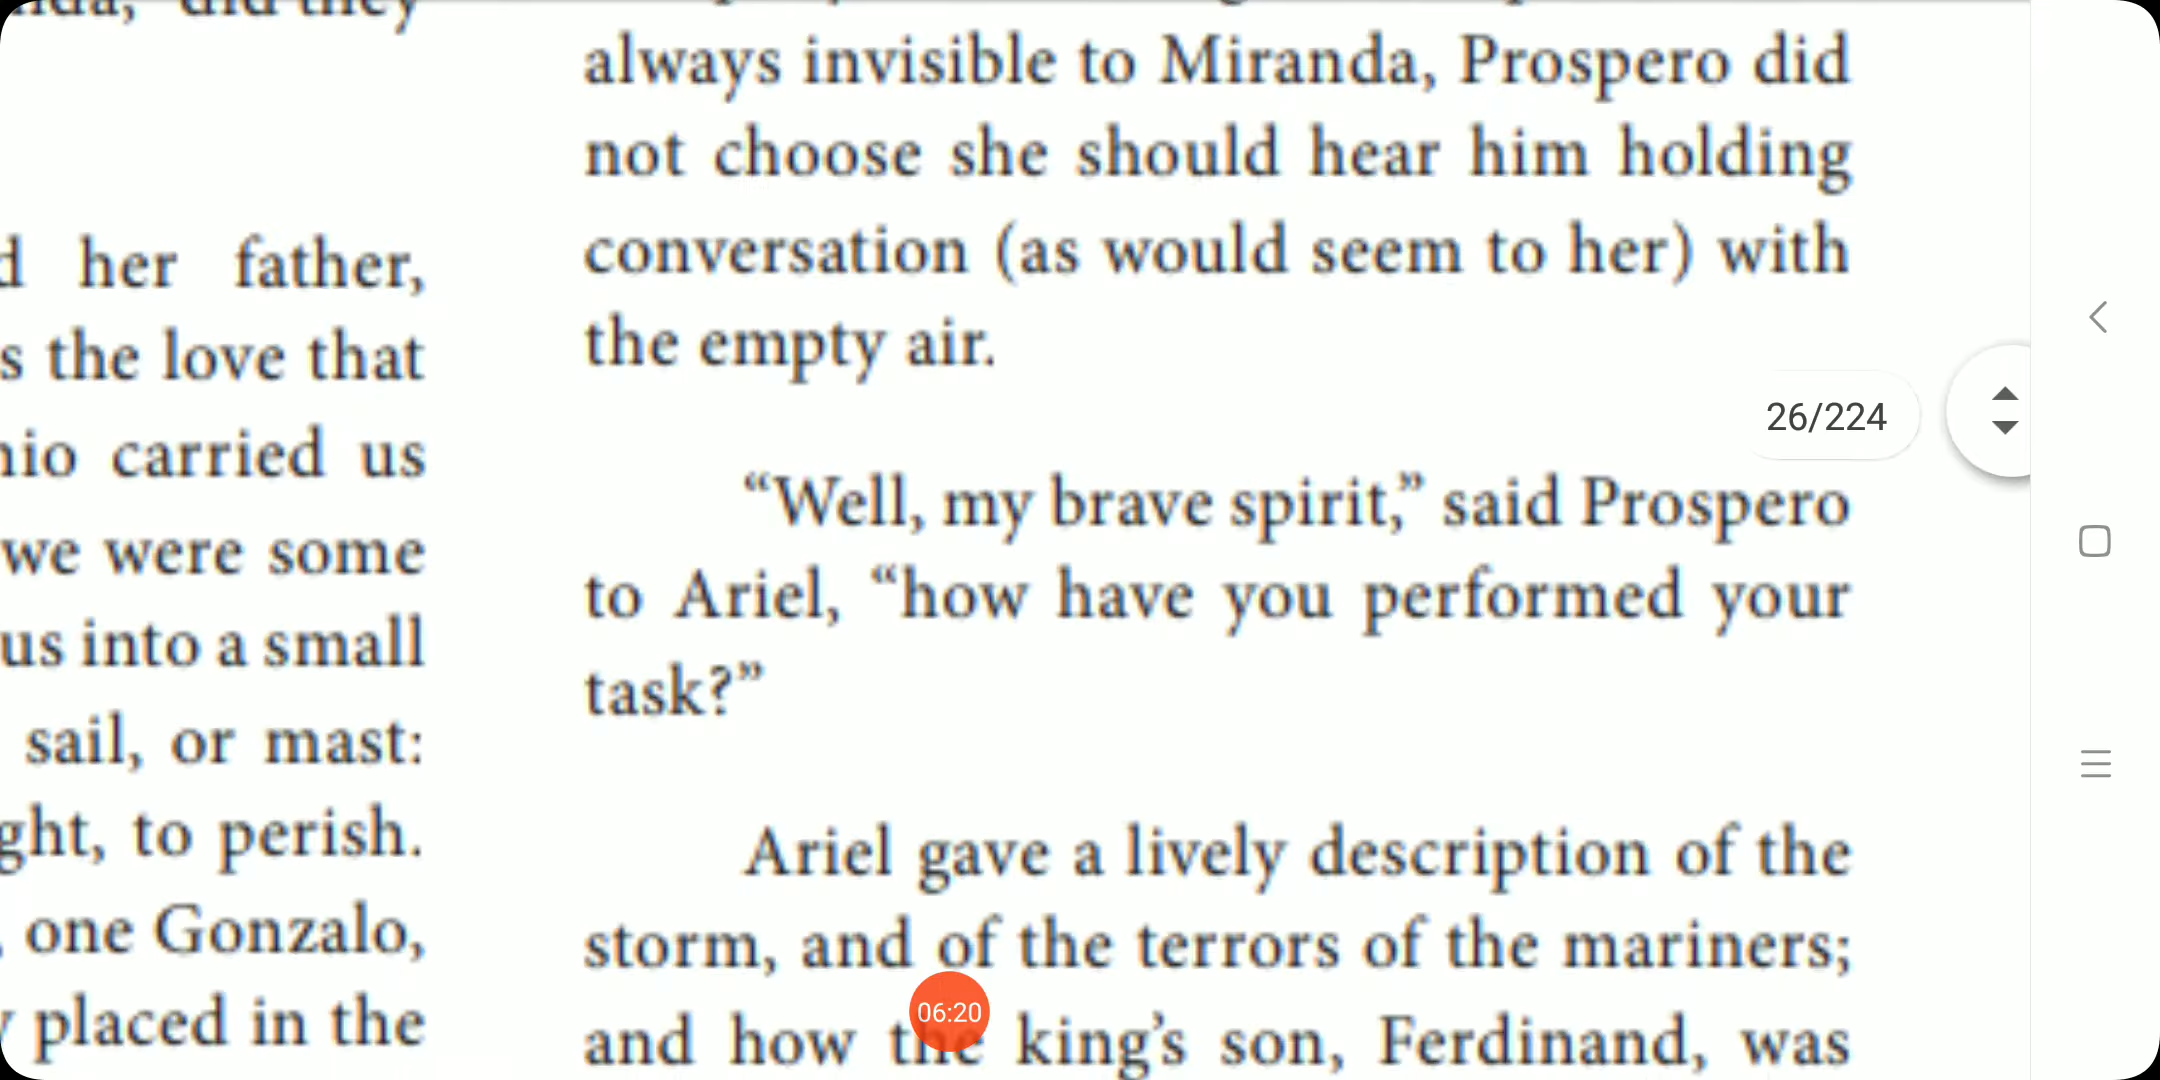 her father,
the love that
carried us
we were some
us into a small
sail, or mast:
to perish.
one Gonzalo,
placed in the
always invisible to Miranda, Prospero did
not choose she should hear him holding
conversation (as would seem to her) with
the empty air.
“Well, my brave spirit,” said Prospero
to Ariel, “how have you performed your
task?”
Ariel gave a lively description of the
storm, and of the terrors of the mariners;
and how the king’s son, Ferdinand, was
26/224
06:20